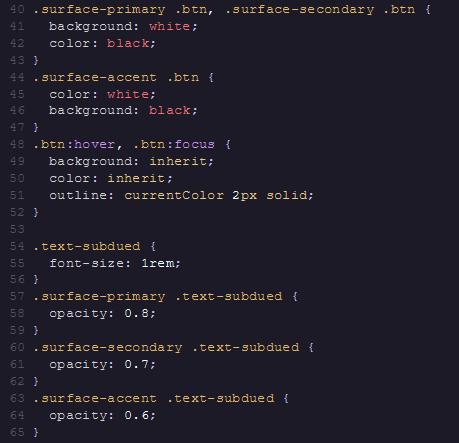 40 .surface-primary .btn, .surface-secondary .btn {
41   background: white;
42   color: black;
43 }
44 .surface-accent .btn {
45   color: white;
46   background: black;
47 }
48 .btn:hover, .btn:focus {
49   background: inherit;
50   color: inherit;
51   outline: currentColor 2px solid;
52 }
53
54 .text-subdued {
55   font-size: 1rem;
56 }
57 .surface-primary .text-subdued {
58   opacity: 0.8;
59 }
60 .surface-secondary .text-subdued {
61   opacity: 0.7;
62 }
63 .surface-accent .text-subdued {
64   opacity: 0.6;
65 }